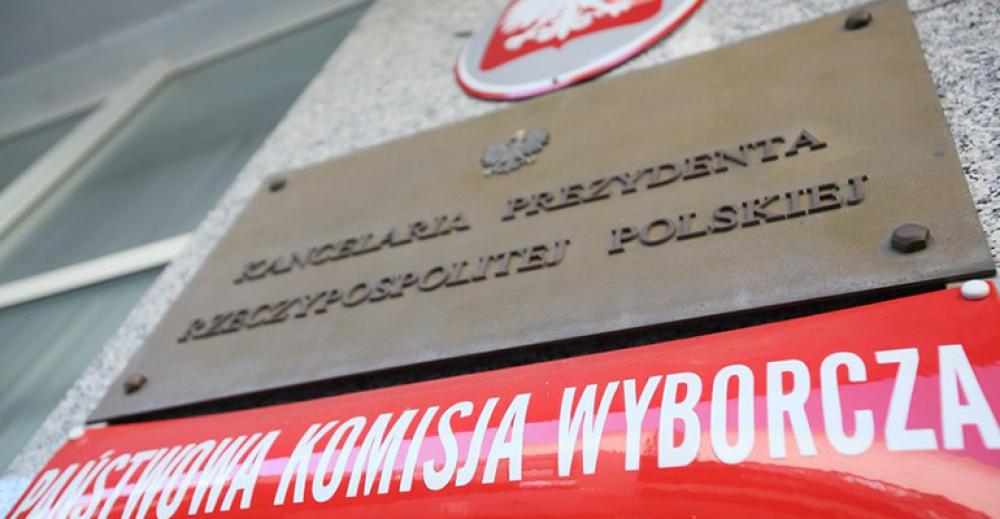 KANCELARIA PREZYDENTA
RZECZYPOSPOLITEJ POLSKIEJ
PAŃSTWOWA KOMISJA WYBORCZA